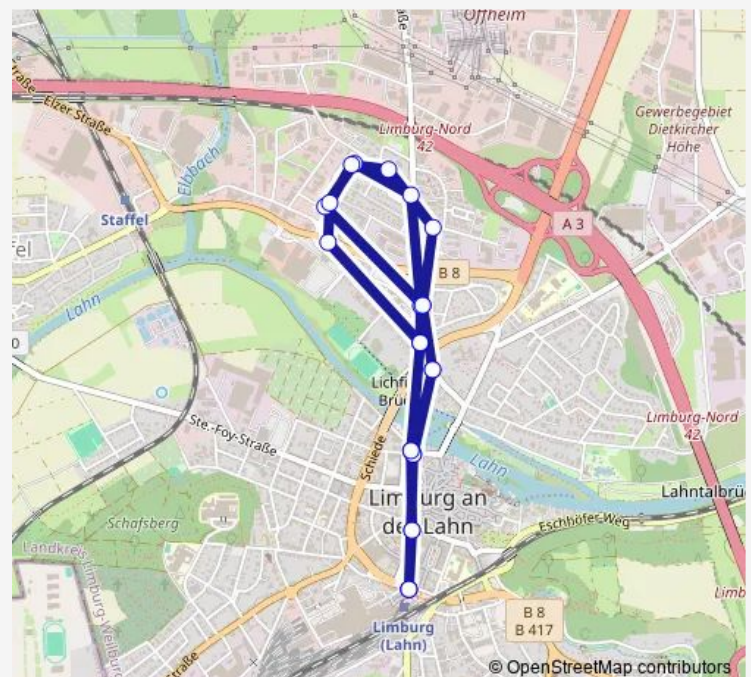 Offheim
Straße
Straße
Elzer Straße
Limburg-Nord
42
Gewerbegebiet
Dietkircher
Höhe
Elbbach
Staffel
A 3
fel
B 8
Lahn
0
Lichf
Brü
Ste.-Foy-Straße
Limburg-Nord
42
Schiede
Lahn
Lahntalbrü
Limburg an
der Lahn
Schafsberg
Eschhöfer-Weg
Landkreis
Limburg-Weilburg
Limb
B 8
B 417
Limburg
(Lahn)
Straße
© OpenStreetMap contributors